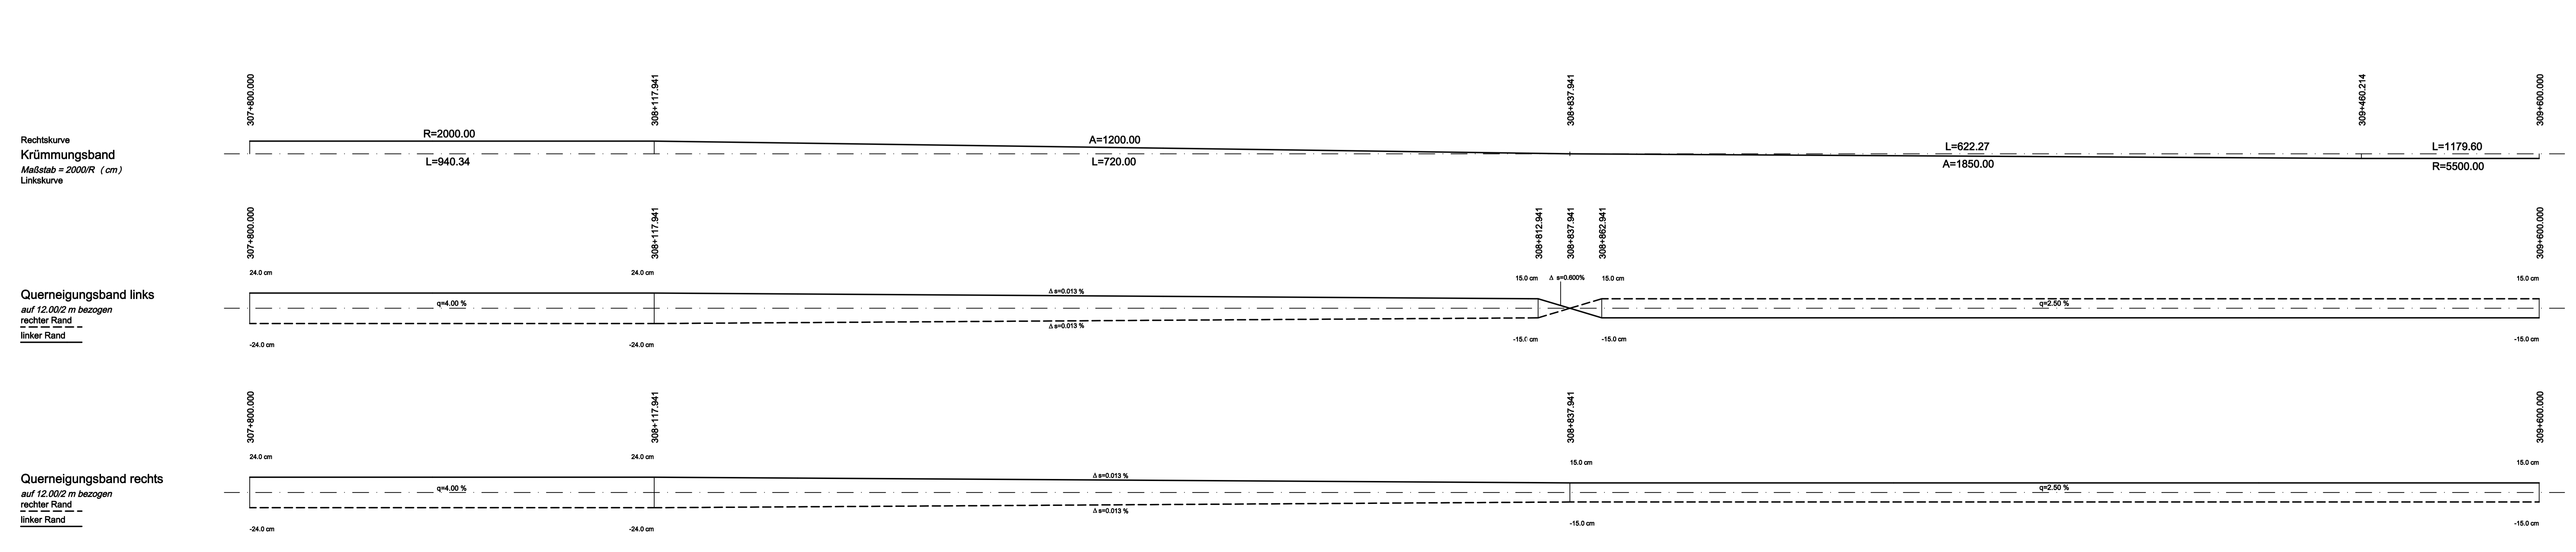 307+800.000
308+117.941
308+837.941
309+460.214
309+600.000
Rechtskurve
Krümmungsband
Maßstab = 2000/R (cm)
Linkskurve
R=2000.00
L=940.34
A=1200.00
L=720.00
L=622.27
A=1850.00
L=1179.60
R=5500.00
307+800.000
308+117.941
308+812.941
308+837.941
308+862.941
309+600.000
24.0 cm
24.0 cm
15.0 cm
Δ s=0.600%
15.0 cm
15.0 cm
Querneigungsband links
auf 12.00/2 m bezogen
rechter Rand
linker Rand
q=4.00 %
Δ s=0.013 %
Δ s=0.013 %
q=2.50 %
-24.0 cm
-24.0 cm
-15.0 cm
-15.0 cm
-15.0 cm
307+800.000
308+117.941
308+837.941
309+600.000
24.0 cm
24.0 cm
15.0 cm
15.0 cm
Querneigungsband rechts
auf 12.00/2 m bezogen
rechter Rand
linker Rand
q=4.00 %
Δ s=0.013 %
Δ s=0.013 %
q=2.50 %
-24.0 cm
-24.0 cm
-15.0 cm
-15.0 cm